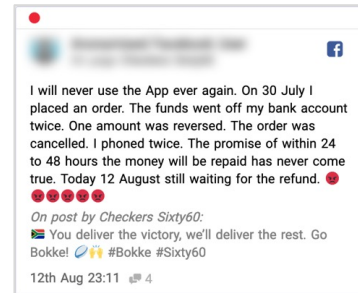 I will never use the App ever again. On 30 July I
placed an order. The funds went off my bank account
twice. One amount was reversed. The order was
cancelled. I phoned twice. The promise of within 24
to 48 hours the money will be repaid has never come
true. Today 12 August still waiting for the refund. 😡
😡😡😡😡😡
On post by Checkers Sixty60:
🇿🇦 You deliver the victory, we'll deliver the rest. Go
Bokke! 🏉🙌 #Bokke #Sixty60
12th Aug 23:11 💬 4